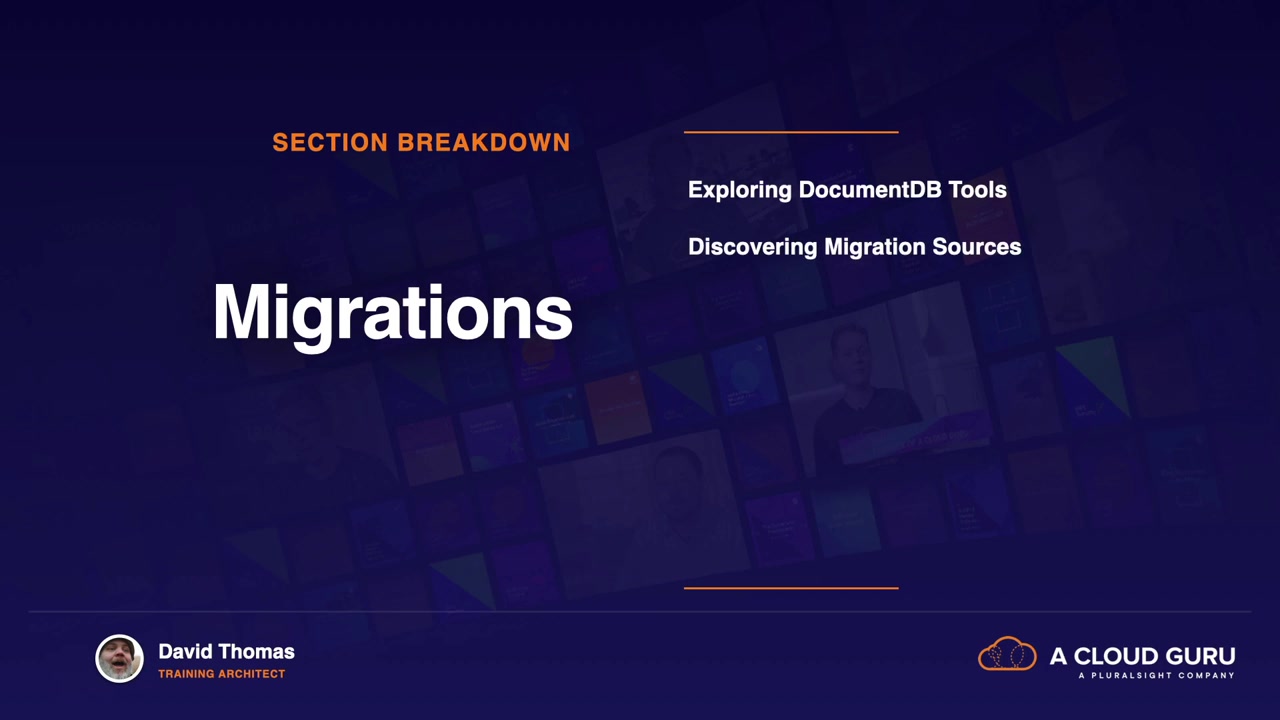 SECTION BREAKDOWN
Migrations
Exploring DocumentDB Tools
Discovering Migration Sources
David Thomas
TRAINING ARCHITECT
A CLOUD GURU
A PLURALSIGHT COMPANY